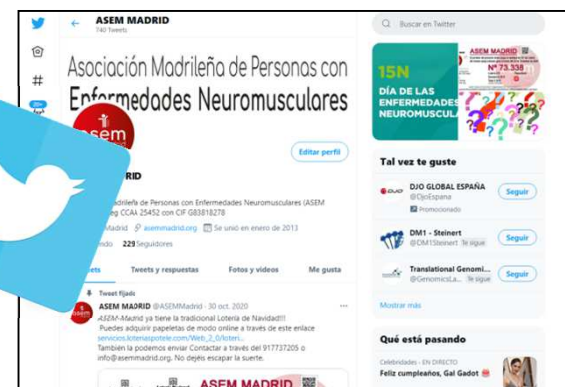 ASEM MADRID
740 Tweets
Asociación Madrileña de Personas con
Enfermedades Neuromusculares
asem
Editar perfil
RID
adrileña de Personas con Enfermedades Neuromusculares (ASEM
eg CCAA 25452 con CIF G83818278
Madrid asemmadrid.org Se unió en enero de 2013
ndo 229 Seguidores
ets Tweets y respuestas Fotos y vídeos Me gusta
Tweet fijado
ASEM MADRID @ASEMMadrid · 30 oct. 2020
ASEM-Madrid ya tiene la tradicional Lotería de Navidad!!!
Puedes adquirir papeletas de modo online a través de este enlace
servicios.loteriaspotele.com/Web_2_0/loteri...
También la podemos enviar Contactar a través del 917737205 o
info@asemmadrid.org. No dejéis escapar la suerte.
ASEM MADRID
Buscar en Twitter
15N
DÍA DE LAS
ENFERMEDADES
NEUROMUSCUL
ASEM MADRID
Nº 73.338
Tal vez te guste
DJO GLOBAL ESPAÑA
@DjoEspana
Promocionado
Seguir
DM1 - Steinert
@DM1Steinert Te sigue
Seguir
Translational Genomi...
@GenomicsL... Te sigue
Seguir
Mostrar más
Qué está pasando
Celebridades · EN DIRECTO
Feliz cumpleaños, Gal Gadot